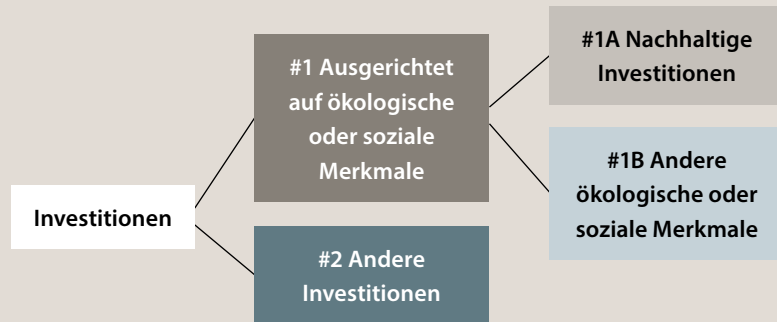 Investitionen
#1 Ausgerichtet
auf ökologische
oder soziale
Merkmale
#2 Andere
Investitionen
#1A Nachhaltige
Investitionen
#1B Andere
ökologische oder
soziale Merkmale